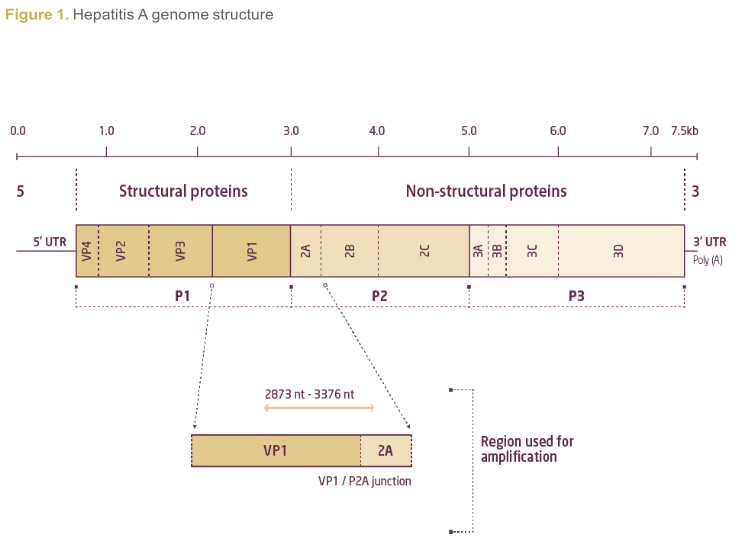 Figure 1. Hepatitis A genome structure
0.0 1.0 2.0 3.0 4.0 5.0 6.0 7.0 7.5kb
5 Structural proteins Non-structural proteins 3
5' UTR VP4 VP2 VP3 VP1 2A 2B 2C 3A 3B 3C 3D 3' UTR
Poly (A)
P1 P2 P3
2873 nt - 3376 nt
VP1 2A
VP1 / P2A junction
Region used for
amplification